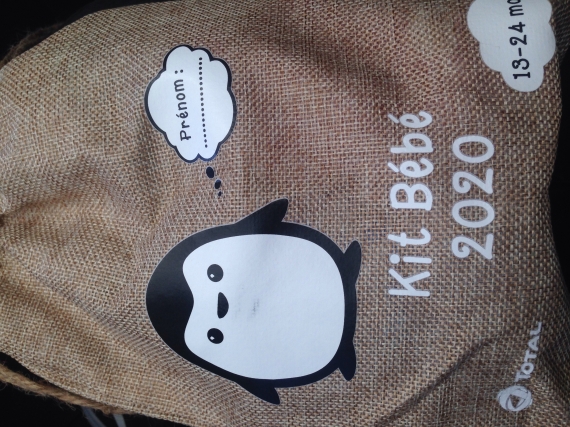 Prénom :
....................
Kit Bébé
2020
13-24 mo
TOTAL